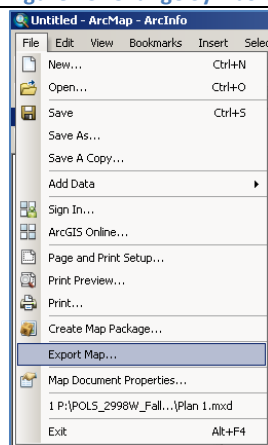 Untitled - ArcMap - ArcInfo
File Edit View Bookmarks Insert
New... Ctrl+N
Open... Ctrl+O
Save Ctrl+S
Save As...
Save A Copy...
Add Data
Sign In...
ArcGIS Online...
Page and Print Setup...
Print Preview...
Print...
Create Map Package...
Export Map...
Map Document Properties...
1 P:\POLS_2998W_Fall...\Plan 1.mxd
Exit Alt+F4